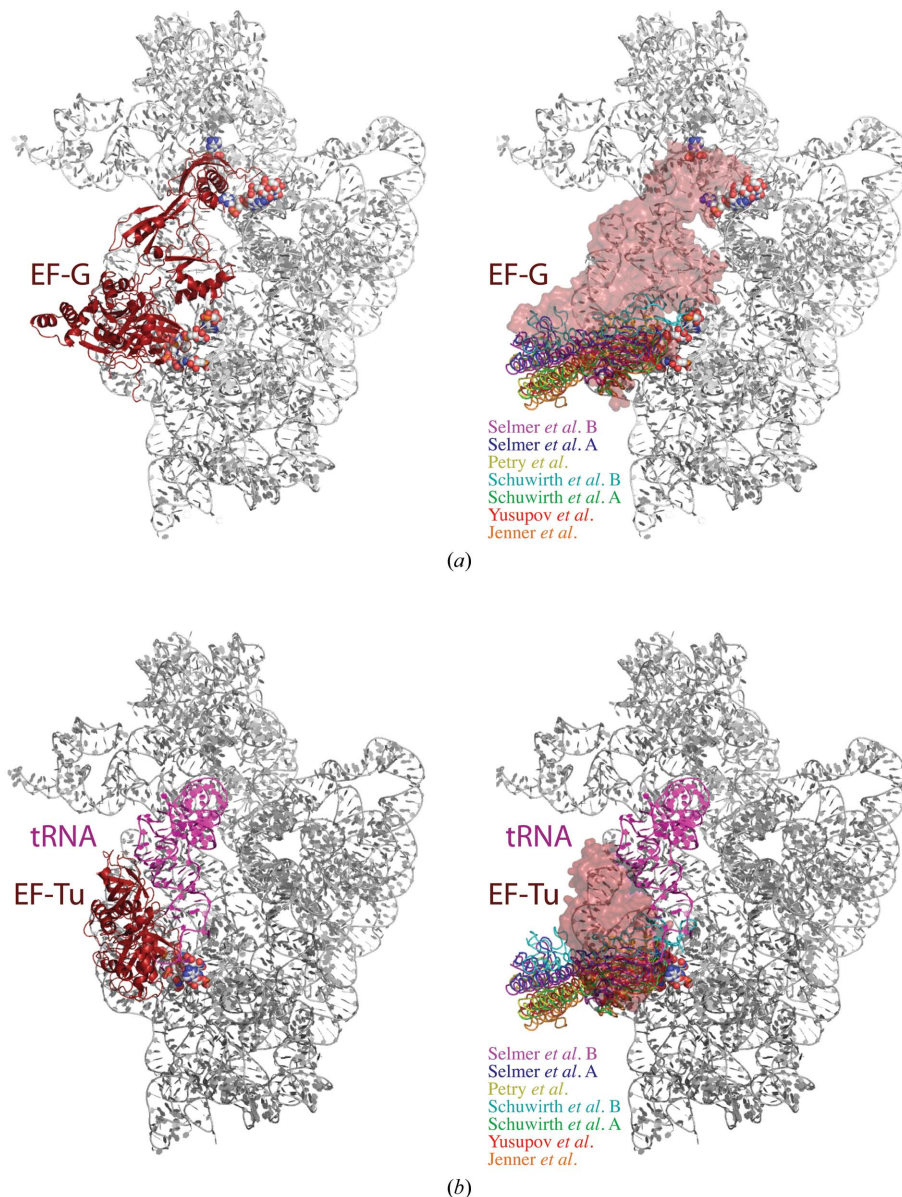 EF-G
EF-G
Selmer et al. B
Selmer et al. A
Petry et al.
Schuwirth et al. B
Schuwirth et al. A
Yusupov et al.
Jenner et al.
(a)
tRNA
EF-Tu
tRNA
EF-Tu
Selmer et al. B
Selmer et al. A
Petry et al.
Schuwirth et al. B
Schuwirth et al. A
Yusupov et al.
Jenner et al.
(b)